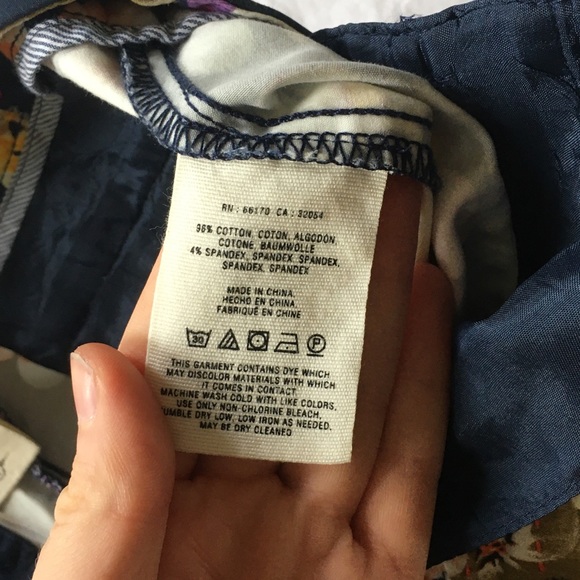 RN : 66170 CA : 32054
96% COTTON, COTON, ALGODÓN
COTONE, BAUMWOLLE
4% SPANDEX, SPANDEX, SPANDEX,
SPANDEX, SPANDEX
MADE IN CHINA.
HECHO EN CHINA.
FABRIQUÉ EN CHINE
30 P
THIS GARMENT CONTAINS DYE WHICH
MAY DISCOLOR MATERIALS WITH WHICH
IT COMES IN CONTACT.
MACHINE WASH COLD WITH LIKE COLORS.
USE ONLY NON-CHLORINE BLEACH.
UMBLE DRY LOW, LOW IRON AS NEEDED.
MAY BE DRY CLEANED